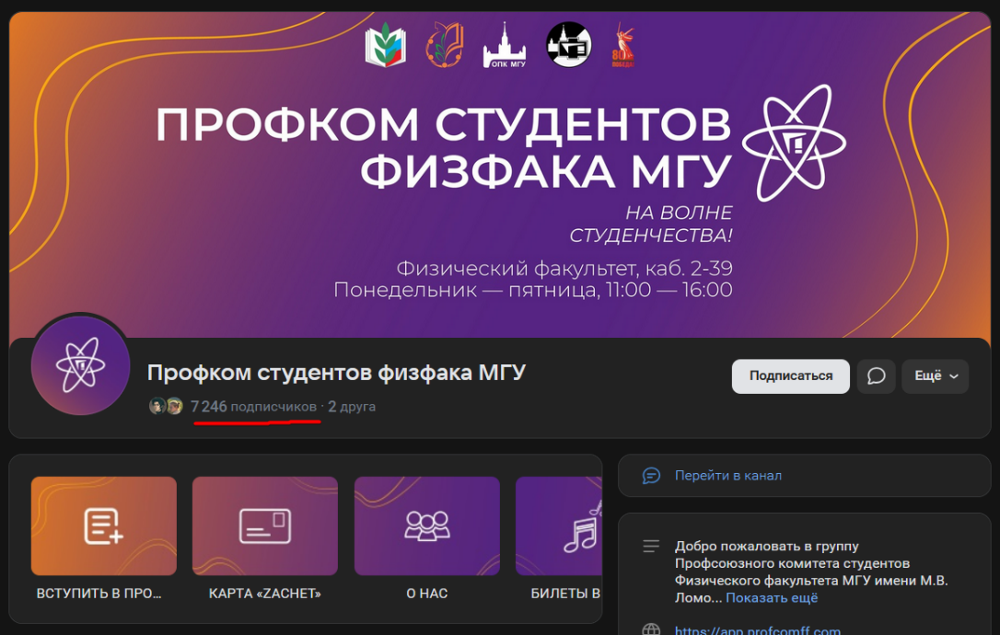 ОПК МГУ
80
ПОБЕДА!
ПРОФКОМ СТУДЕНТОВ
ФИЗФАКА МГУ
НА ВОЛНЕ
СТУДЕНЧЕСТВА!
Физический факультет, каб. 2-39
Понедельник — пятница, 11:00 — 16:00
Профком студентов физфака МГУ
7 246 подписчиков · 2 друга
Подписаться
Ещё
ВСТУПИТЬ В ПРО...
КАРТА «ZACHET»
О НАС
БИЛЕТЫ В
Перейти в канал
Добро пожаловать в группу
Профсоюзного комитета студентов
Физического факультета МГУ имени М.В.
Ломо... Показать ещё
https://app.profcomff.com